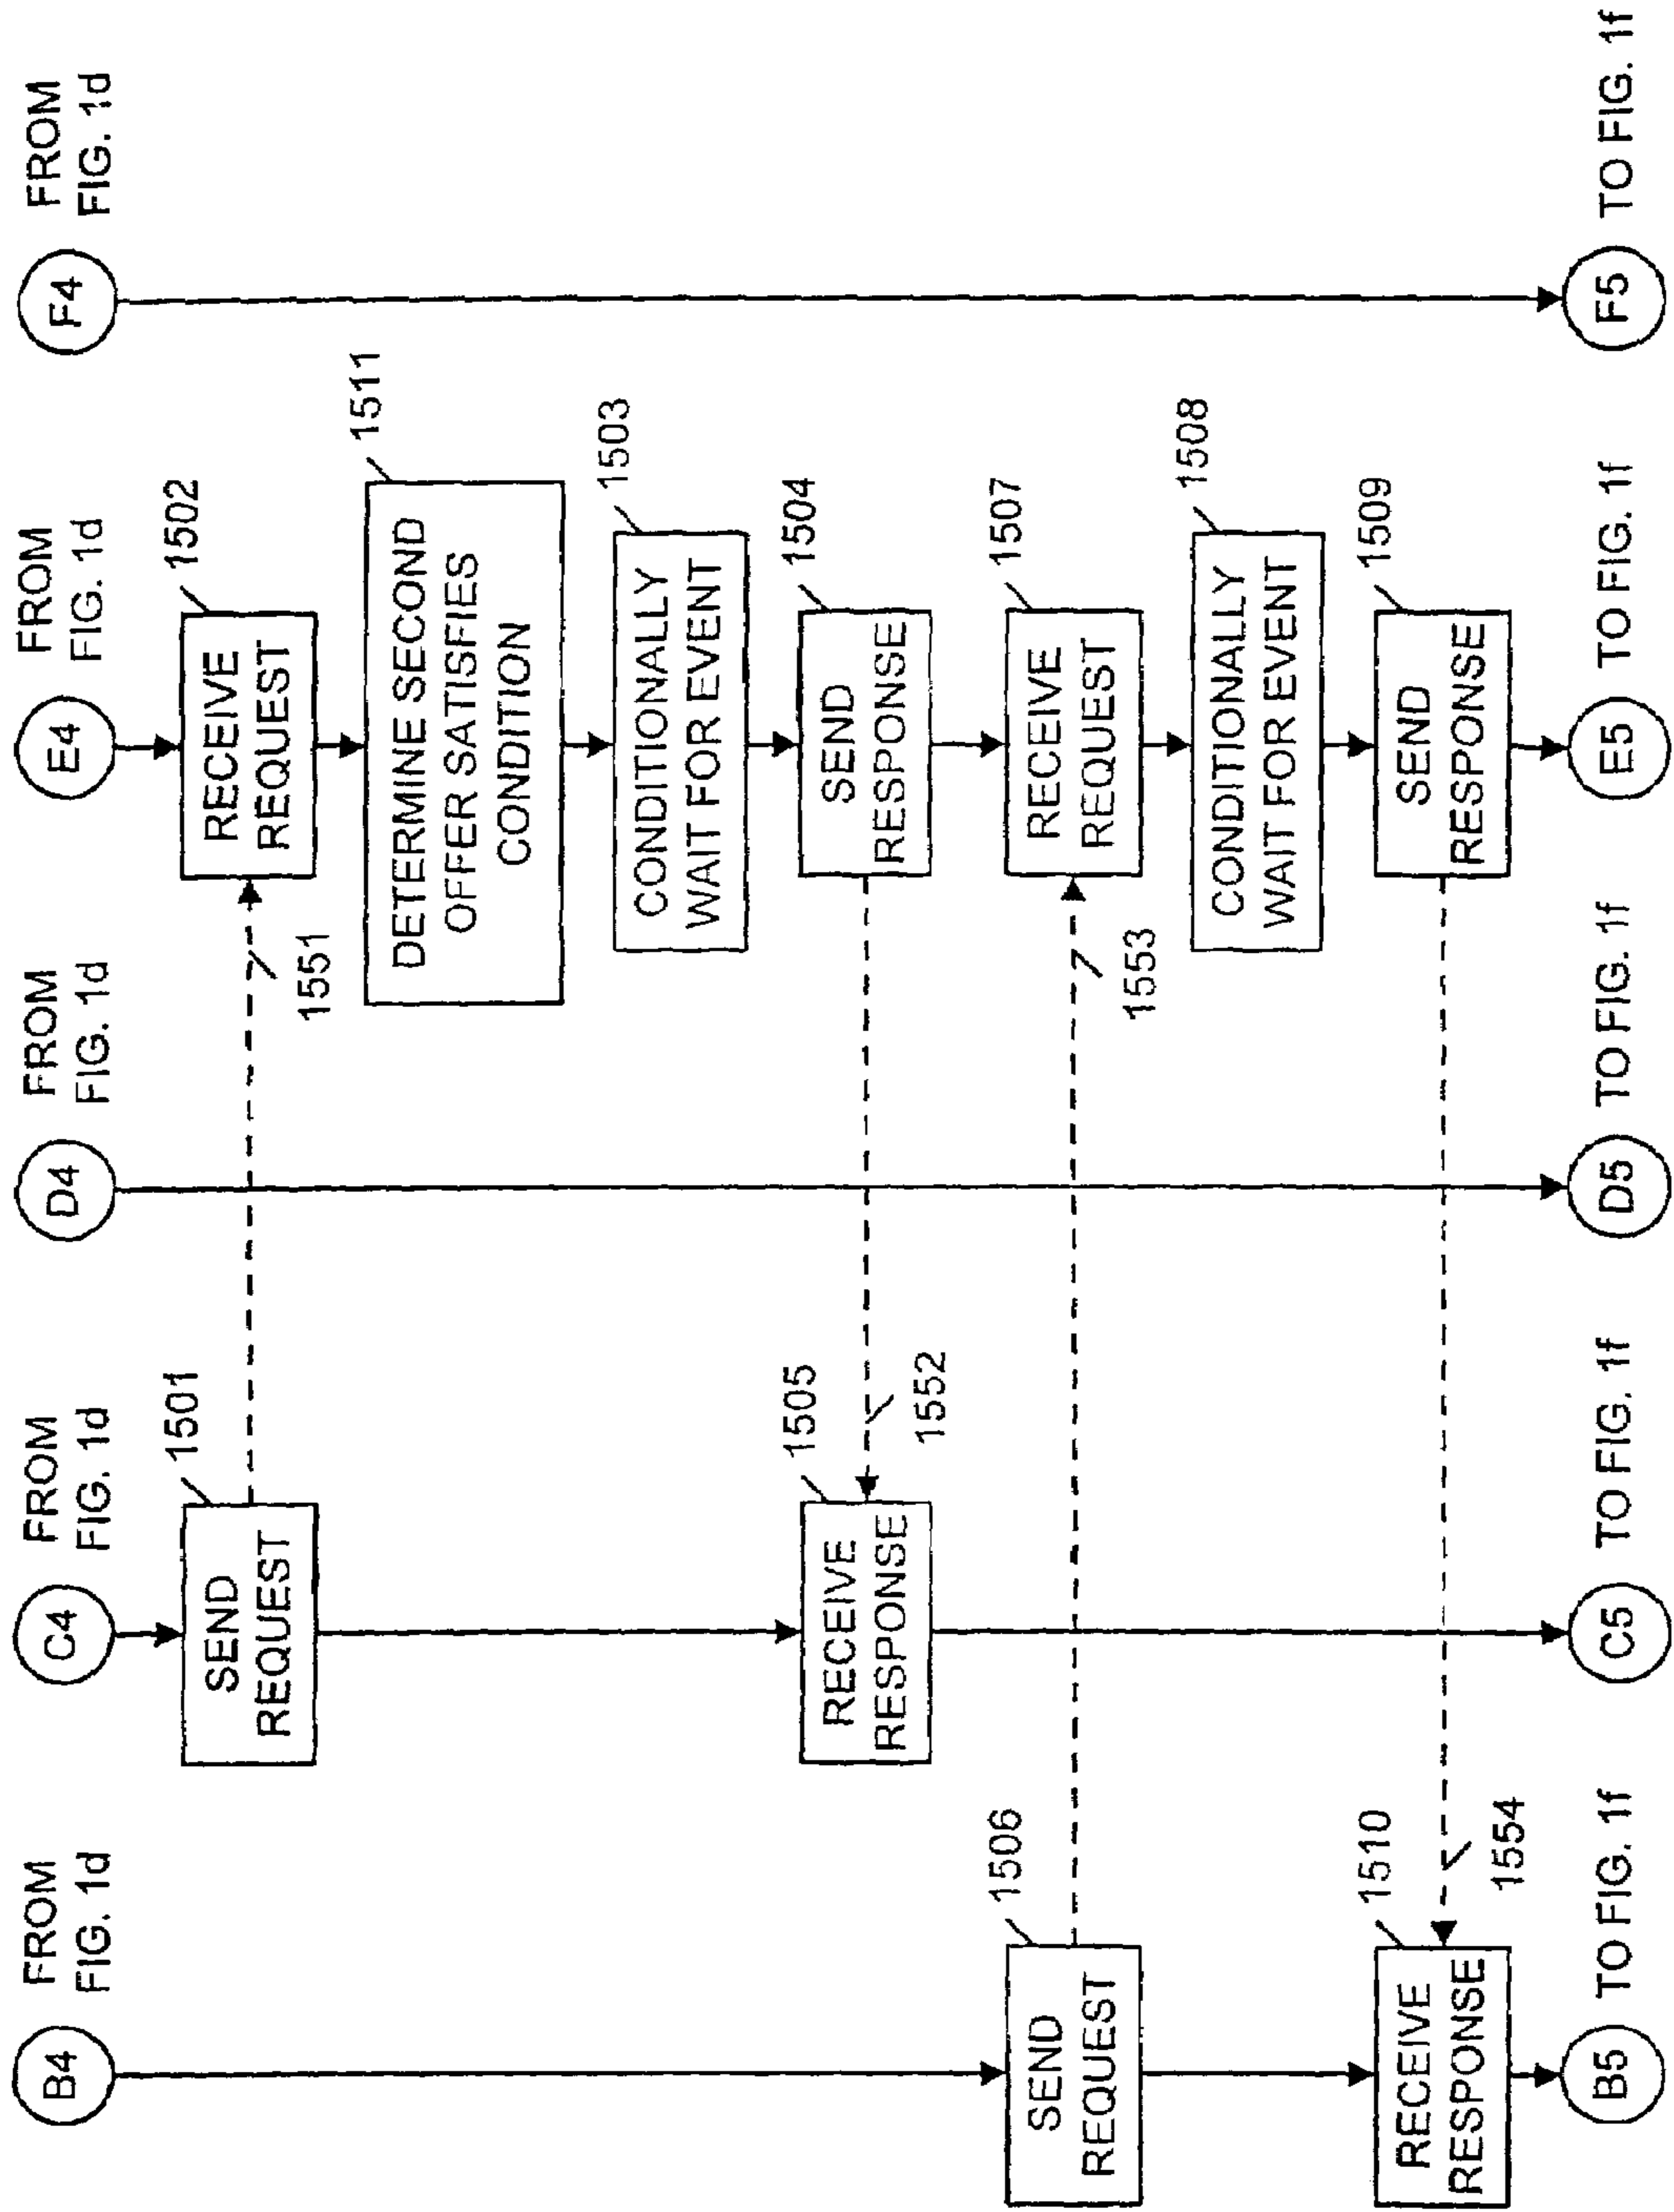 B4
FROM
FIG. 1d
C4
FROM
FIG. 1d
D4
FROM
FIG. 1d
E4
FROM
FIG. 1d
F4
FROM
FIG. 1d
1501
SEND
REQUEST
1551
1502
RECEIVE
REQUEST
1511
DETERMINE SECOND
OFFER SATISFIES
CONDITION
1503
CONDITIONALLY
WAIT FOR EVENT
1505
RECEIVE
RESPONSE
1552
1504
SEND
RESPONSE
1506
SEND
REQUEST
1553
1507
RECEIVE
REQUEST
1508
CONDITIONALLY
WAIT FOR EVENT
1510
RECEIVE
RESPONSE
1554
1509
SEND
RESPONSE
B5
TO FIG. 1f
C5
TO FIG. 1f
D5
TO FIG. 1f
E5
TO FIG. 1f
F5
TO FIG. 1f